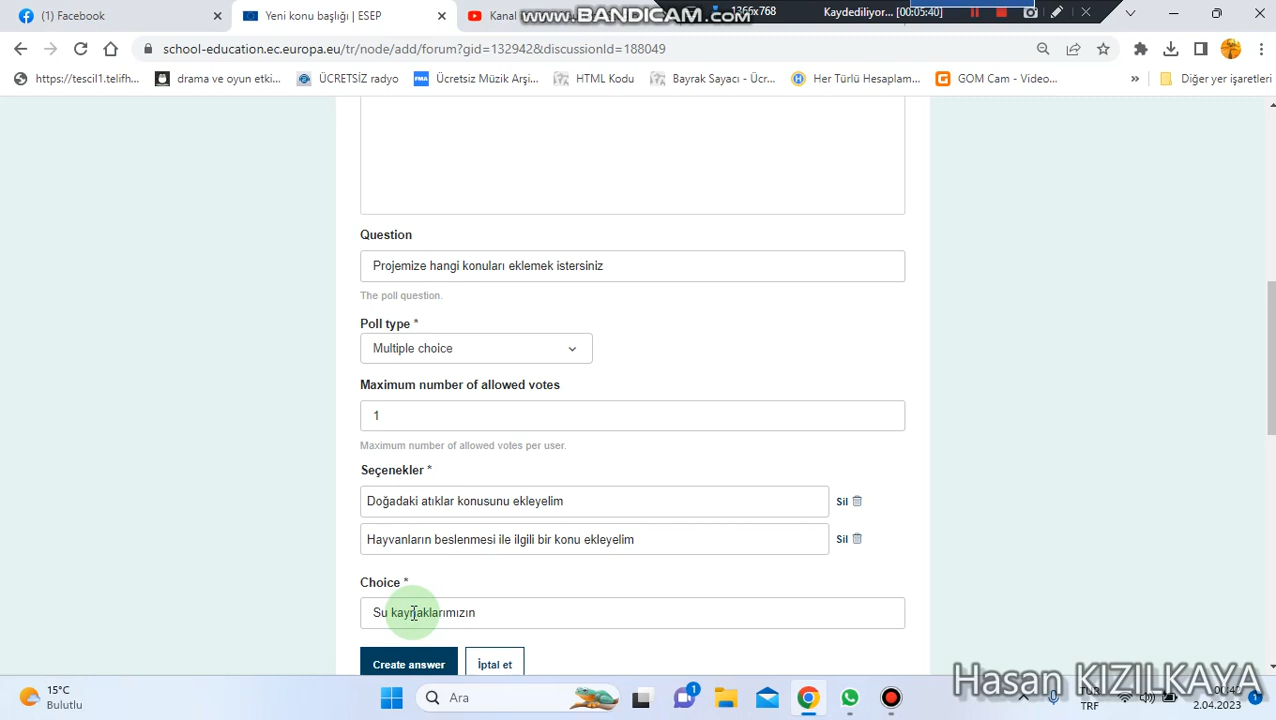 (1) Facebook
Yeni konu başlığı | ESEP
Kanal
www.BANDICAM.com
1366x768
Kaydediliyor... [00:05:40]
school-education.ec.europa.eu/tr/node/add/forum?gid=132942&discussionId=188049
https://tescil1.telifh...
drama ve oyun etki...
ÜCRETSİZ radyo
FMA
Ücretsiz Müzik Arşi...
HTML Kodu
Bayrak Sayacı - Ücr...
Her Türlü Hesaplam...
GOM Cam - Video...
»
Diğer yer işaretleri
Question
Projemize hangi konuları eklemek istersiniz
The poll question.
Poll type *
Multiple choice
Maximum number of allowed votes
1
Maximum number of allowed votes per user.
Seçenekler *
Doğadaki atıklar konusunu ekleyelim
Sil
Hayvanların beslenmesi ile ilgili bir konu ekleyelim
Sil
Choice *
Su kaynaklarımızın
Create answer
İptal et
Hasan KIZILKAYA
15°C
Bulutlu
Ara
1
TUR
TRF
2.04.2023
1